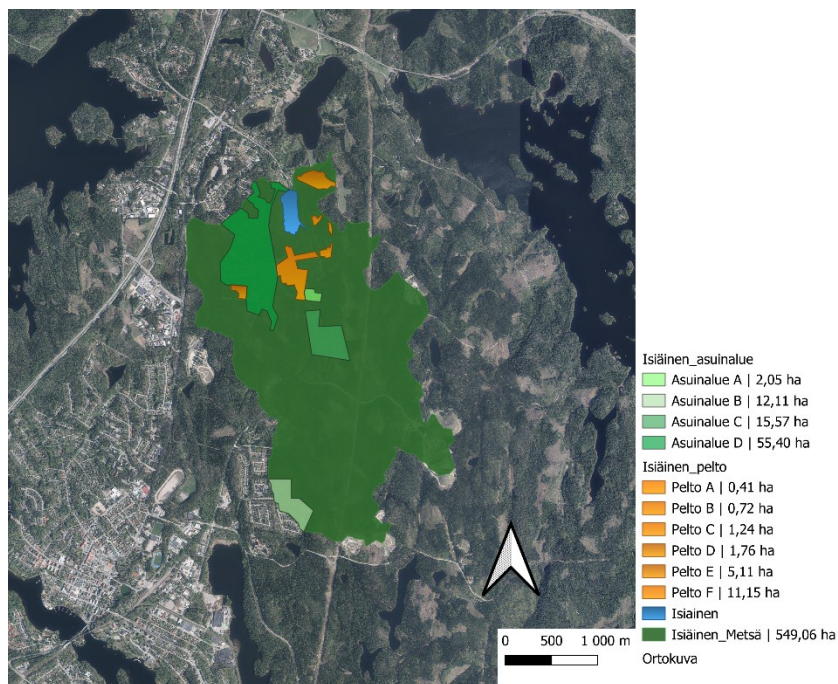 Isiäinen_asuinalue
Asuinalue A | 2,05 ha
Asuinalue B | 12,11 ha
Asuinalue C | 15,57 ha
Asuinalue D | 55,40 ha
Isiäinen_pelto
Pelto A | 0,41 ha
Pelto B | 0,72 ha
Pelto C | 1,24 ha
Pelto D | 1,76 ha
Pelto E | 5,11 ha
Pelto F | 11,15 ha
Isiainen
Isiäinen_Metsä | 549,06 ha
Ortokuva
0 500 1 000 m